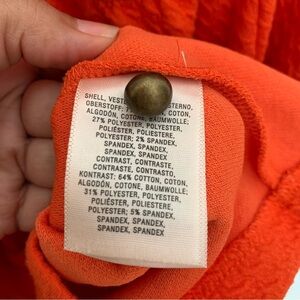 SHELL, VEST STERNO,
OBERSTOFF: COTON,
ALGODÓN, COTONE, BAUMWOLLE;
27% POLYESTER, POLYESTER,
POLIÉSTER, POLIESTERE,
POLYESTER; 2% SPANDEX,
SPANDEX, SPANDEX,
SPANDEX, SPANDEX
CONTRAST, CONTRASTE,
CONTRASTE, CONTRASTO,
KONTRAST: 64% COTTON, COTON,
ALGODÓN, COTONE, BAUMWOLLE;
31% POLYESTER, POLYESTER,
POLIÉSTER, POLIESTERE,
POLYESTER; 5% SPANDEX,
SPANDEX, SPANDEX,
SPANDEX, SPANDEX